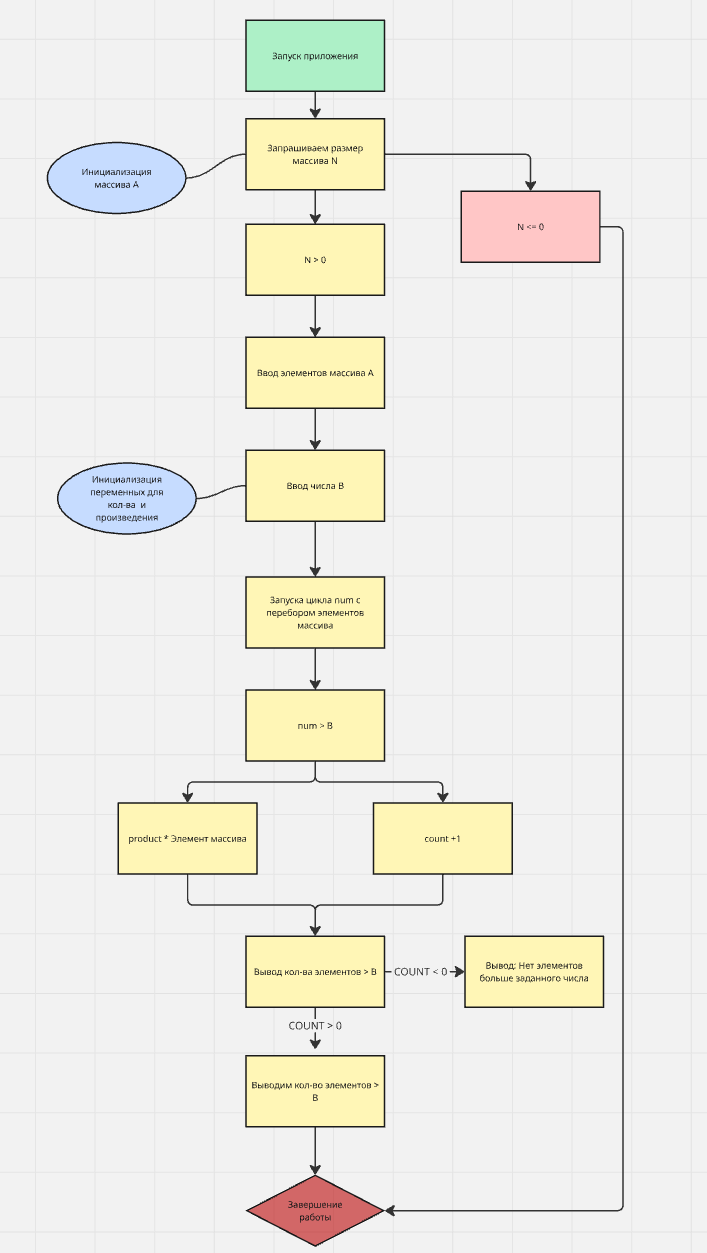 Запуск приложения
Запрашиваем размер
массива N
Инициализация
массива А
N <= 0
N > 0
Ввод элементов массива А
Ввод числа В
Инициализация
переменных для
кол-ва и
произведения
Запуска цикла num с
перебором элементов
массива
num > B
product * Элемент массива
count +1
Вывод кол-ва элементов > В
COUNT < 0
Вывод: Нет элементов
больше заданного числа
COUNT > 0
Выводим кол-во элементов >
В
Завершение
работы